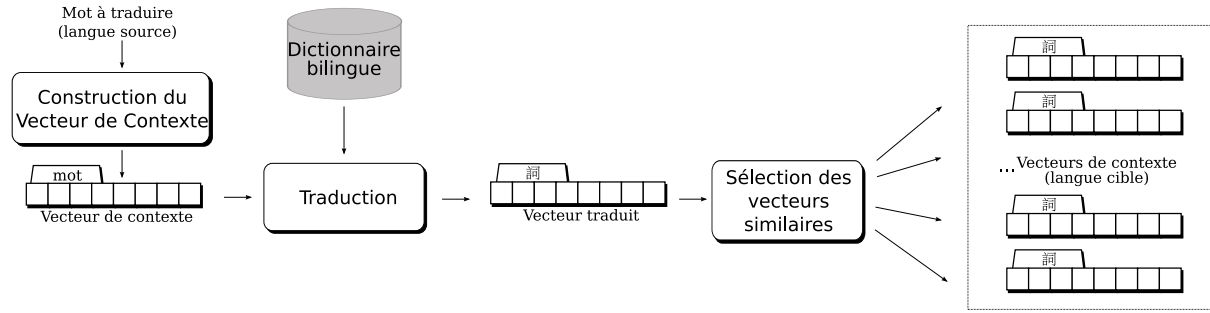 Mot à traduire
(langue source)
Construction du
Vecteur de Contexte
mot
Vecteur de contexte
Dictionnaire
bilingue
Traduction
詞
Vecteur traduit
Sélection des
vecteurs
similaires
詞
詞
...Vecteurs de contexte
(langue cible)
詞
詞